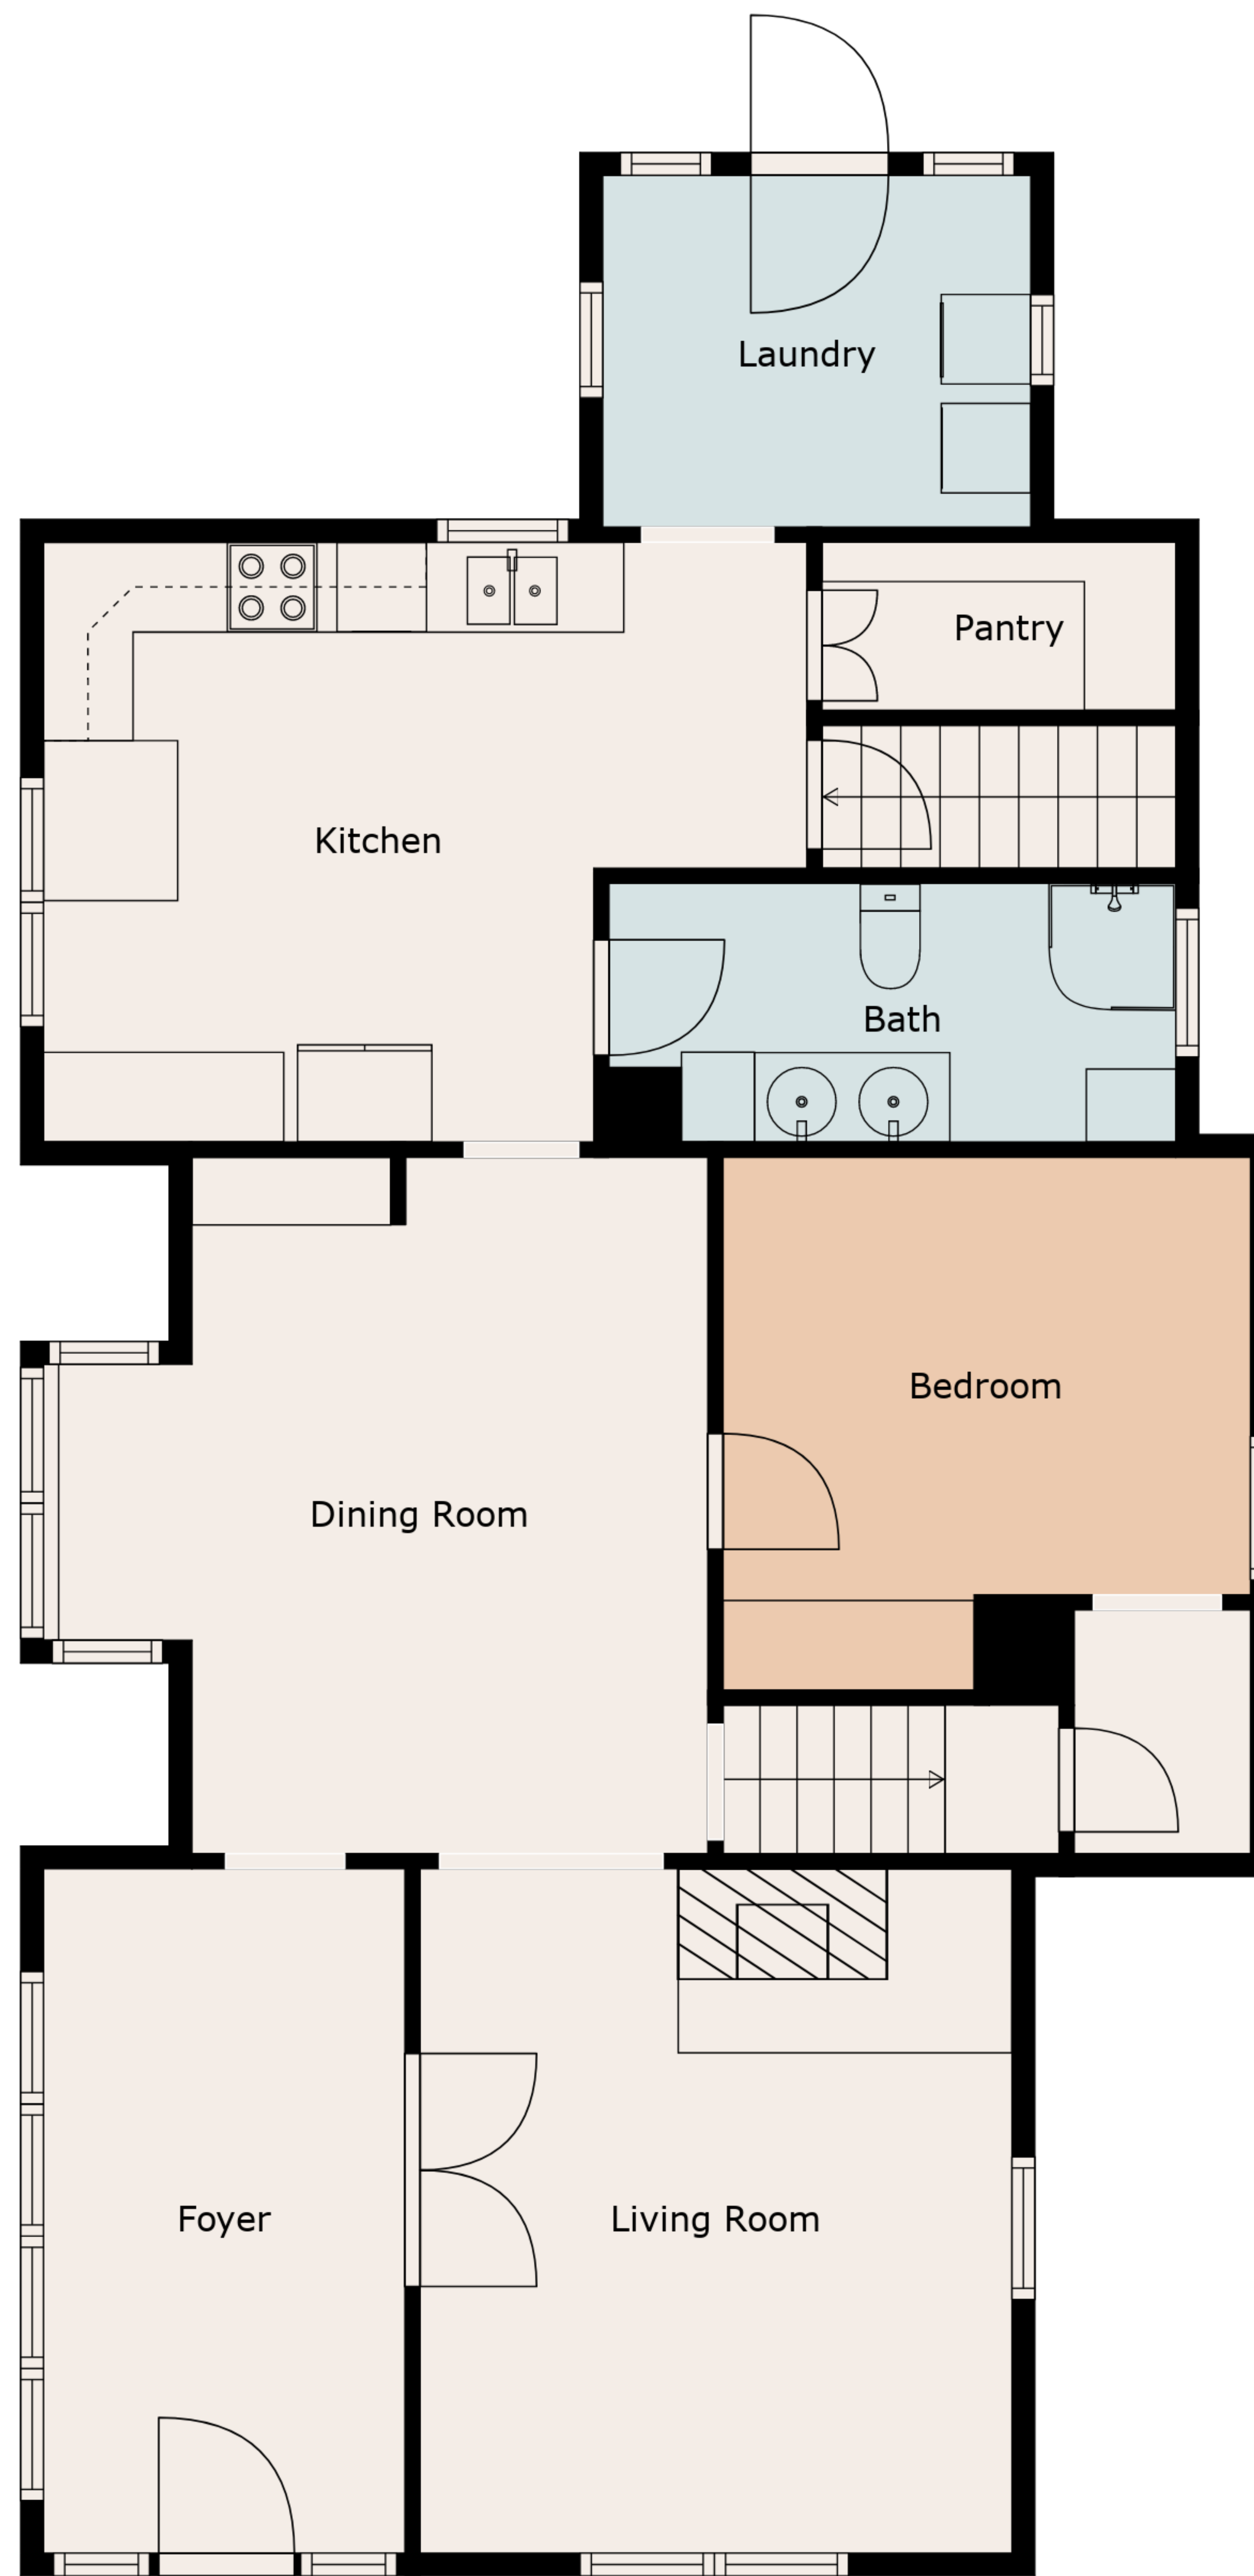 Laundry
Pantry
Kitchen
Bath
Bedroom
Dining Room
Foyer
Living Room